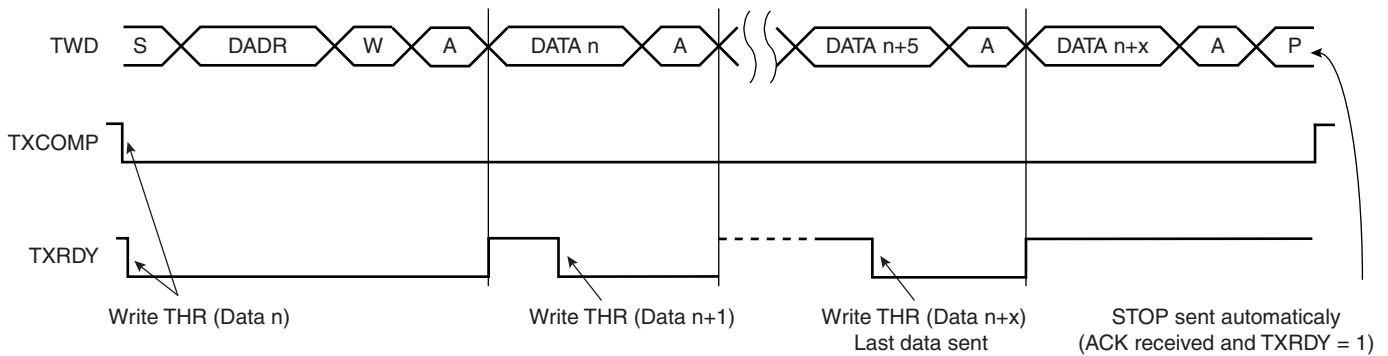 TWD S DADR W A DATA n A DATA n+5 A DATA n+x A P
TXCOMP
TXRDY
Write THR (Data n) Write THR (Data n+1) Write THR (Data n+x) STOP sent automaticaly
Last data sent (ACK received and TXRDY = 1)